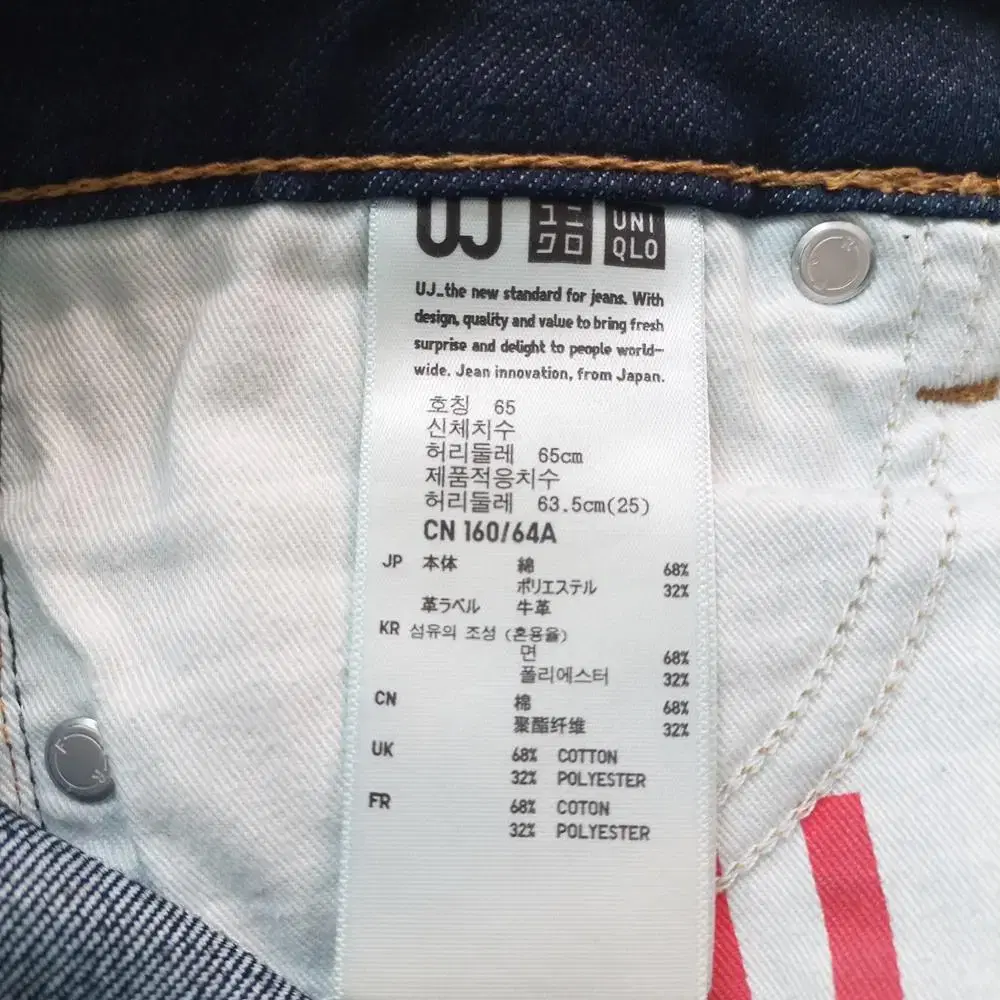 UJ ユニクロ UNIQLO
UJ_the new standard for jeans. With
design, quality and value to bring fresh
surprise and delight to people world-
wide. Jean innovation, from Japan.
호칭 65
신체치수
허리둘레 65cm
제품적응치수
허리둘레 63.5cm(25)
CN 160/64A
JP 本体 綿 68%
ポリエステル 32%
革ラベル 牛革
KR 섬유의 조성 (혼용율)
면 68%
폴리에스터 32%
CN 棉 68%
聚酯纤维 32%
UK 68% COTTON
32% POLYESTER
FR 68% COTON
32% POLYESTER